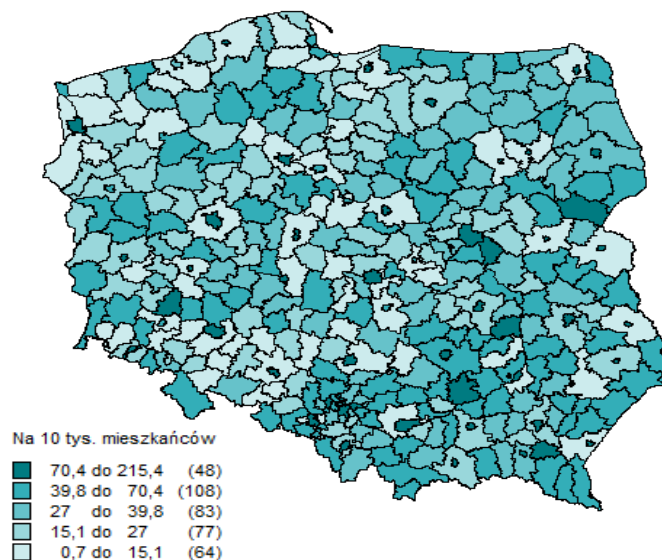 Na 10 tys. mieszkańców
70,4 do 215,4 (48)
39,8 do 70,4 (108)
27 do 39,8 (83)
15,1 do 27 (77)
0,7 do 15,1 (64)